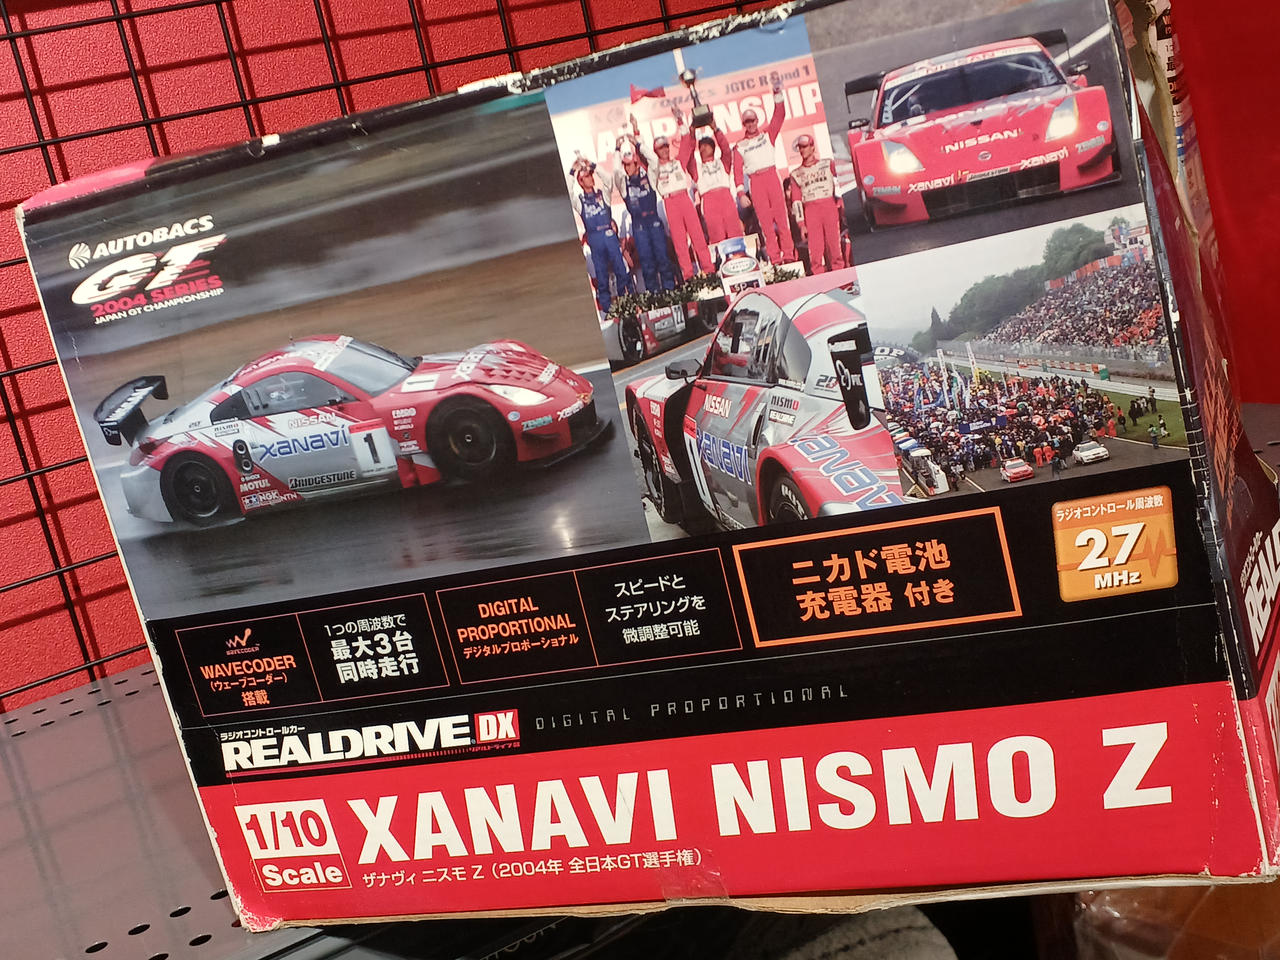 AUTOBACS
GT
2004 SERIES
JAPAN GT CHAMPIONSHIP
JGTC Round 1
NISSAN
XANAVI
XANAVI
NISSAN
xanavi
1
BRIDGESTONE
MOTUL
NGK
NISSAN
NISMO
xanavi
XANAVI
ラジオコントロール周波数
27
MHz
WAVECODER
(ウェーブコーダー)
搭載
1つの周波数で
最大3台
同時走行
DIGITAL
PROPORTIONAL
デジタルプロポーショナル
スピードと
ステアリングを
微調整可能
ニカド電池
充電器 付き
ラジオコントロールカー
REALDRIVE DX
DIGITAL PROPORTIONAL
1/10
Scale
XANAVI NISMO Z
ザナヴィ ニスモ Z (2004年 全日本GT選手権)